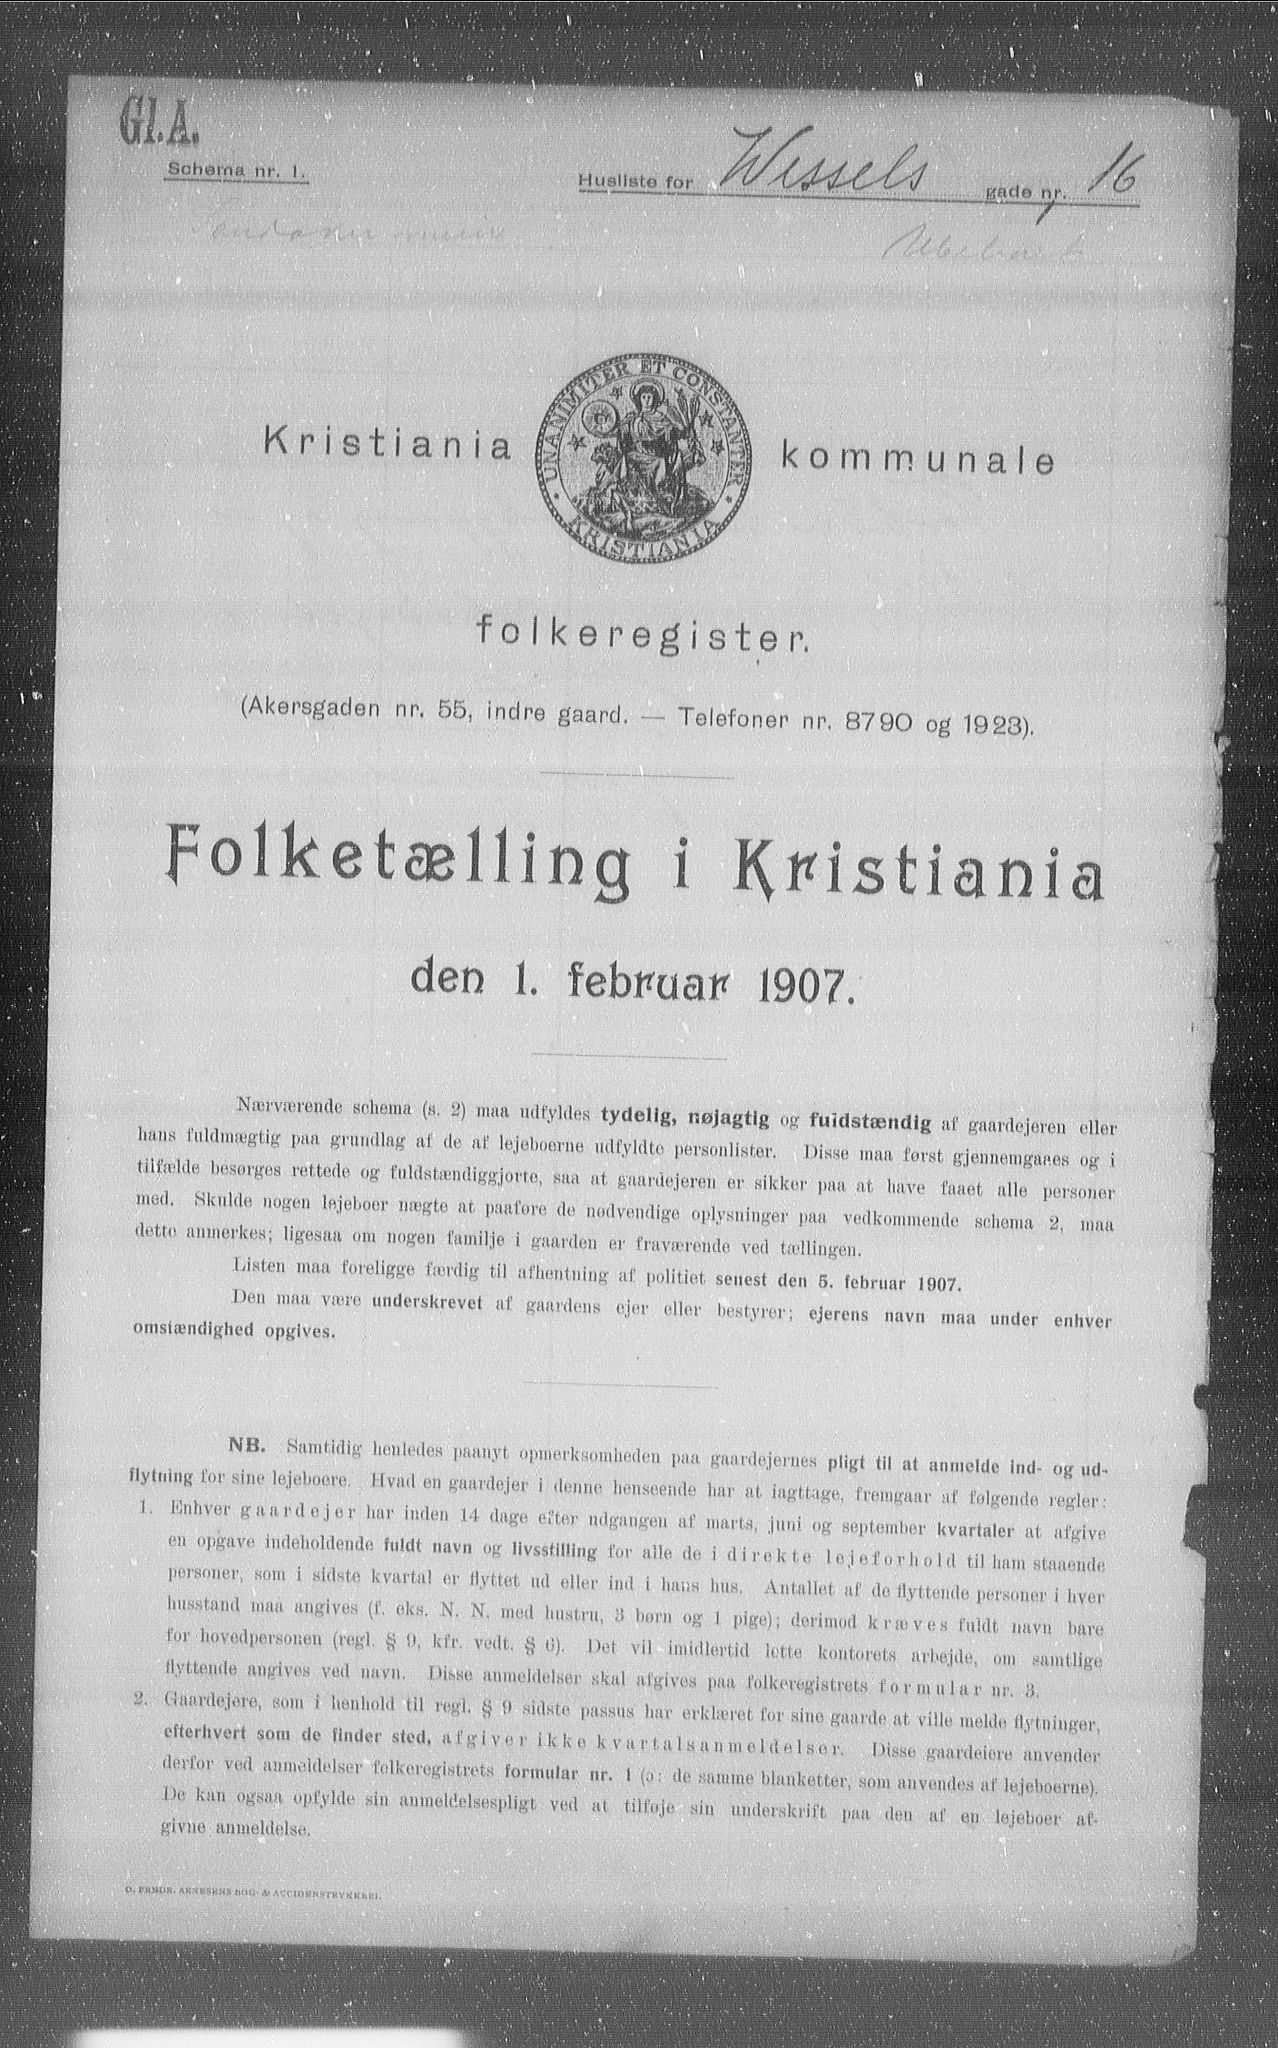 Gl. A.
Schema nr. 1.
Husliste for Wessels gade nr. 16
UNANIMITER ET CONSTANTER
KRISTIANIA
Kristiania kommunale
folkeregister.
(Akersgaden nr. 55, indre gaard. — Telefoner nr. 8790 og 1923).
Folketælling i Kristiania
den 1. februar 1907.
Nærværende schema (s. 2) maa udfyldes tydelig, nøjagtig og fuldstændig af gaardejeren eller
hans fuldmægtig paa grundlag af de af lejeboerne udfyldte personlister. Disse maa først gjennemgaaes og i
tilfælde besørges rettede og fuldstændiggjorte, saa at gaardejeren er sikker paa at have faaet alle personer
med. Skulde nogen lejeboer nægte at paaføre de nødvendige oplysninger paa vedkommende schema 2, maa
dette anmerkes; ligesaa om nogen familje i gaarden er fraværende ved tællingen.
Listen maa foreligge færdig til afhentning af politiet senest den 5. februar 1907.
Den maa være underskrevet af gaardens ejer eller bestyrer; ejerens navn maa under enhver
omstændighed opgives.
NB. Samtidig henledes paanyt opmerksomheden paa gaardejernes pligt til at anmelde ind- og ud-
flytning for sine lejeboere. Hvad en gaardejer i denne henseende har at iagttage, fremgaar af følgende regler:
1. Enhver gaardejer har inden 14 dage efter udgangen af marts, juni og september kvartaler at afgive
en opgave indeholdende fuldt navn og livsstilling for alle de i direkte lejeforhold til ham staaende
personer, som i sidste kvartal er flyttet ud eller ind i hans hus. Antallet af de flyttende personer i hver
husstand maa angives (f. eks. N. N. med hustru, 3 børn og 1 pige); derimod kræves fuldt navn bare
for hovedpersonen (regl. § 9, kfr. vedt. § 6). Det vil imidlertid lette kontorets arbejde, om samtlige
flyttende angives ved navn. Disse anmeldelser skal afgives paa folkeregistrets formular nr. 3.
2. Gaardejere, som i henhold til regl. § 9 sidste passus har erklæret for sine gaarde at ville melde flytninger,
efterhvert som de finder sted, afgiver ikke kvartalsanmeldelser. Disse gaardeiere anvender
derfor ved anmeldelser folkeregistrets formular nr. 1 (ɔ: de samme blanketter, som anvendes af lejeboerne).
De kan ogsaa opfylde sin anmeldelsespligt ved at tilføje sin underskrift paa den af en lejeboer af-
givne anmeldelse.
O. FREDR. ARNESENS BOG- & ACCIDENSTRYKKERI.